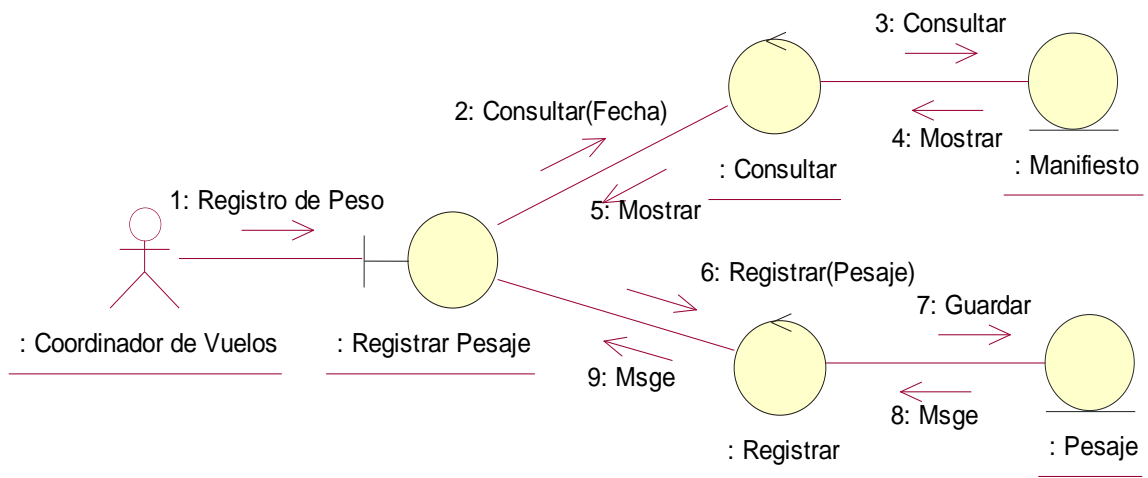 3: Consultar
2: Consultar(Fecha)
4: Mostrar
: Consultar
: Manifiesto
1: Registro de Peso
5: Mostrar
6: Registrar(Pesaje)
7: Guardar
: Coordinador de Vuelos
: Registrar Pesaje
9: Msge
8: Msge
: Registrar
: Pesaje